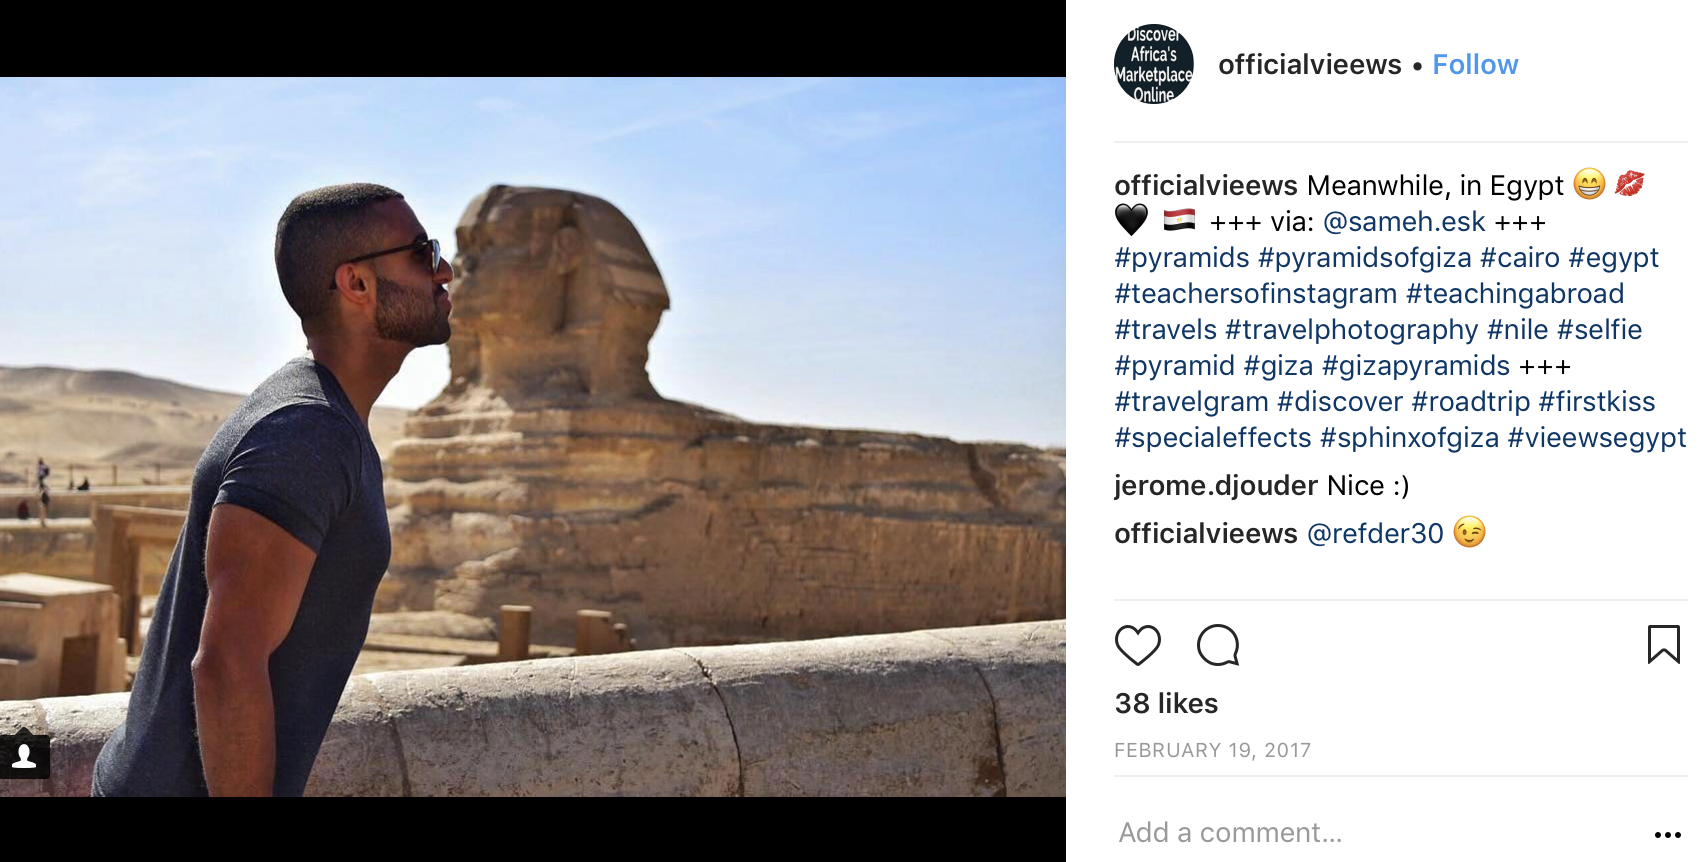 Discover
Africa's
Marketplace
Online
officialvieews • Follow
officialvieews Meanwhile, in Egypt 😁 💋
🖤 🇪🇬 +++ via: @sameh.esk +++
#pyramids #pyramidsofgiza #cairo #egypt
#teachersofinstagram #teachingabroad
#travels #travelphotography #nile #selfie
#pyramid #giza #gizapyramids +++
#travelgram #discover #roadtrip #firstkiss
#specialeffects #sphinxofgiza #vieewsegypt
jerome.djouder Nice :)
officialvieews @refder30 😉
38 likes
FEBRUARY 19, 2017
Add a comment...